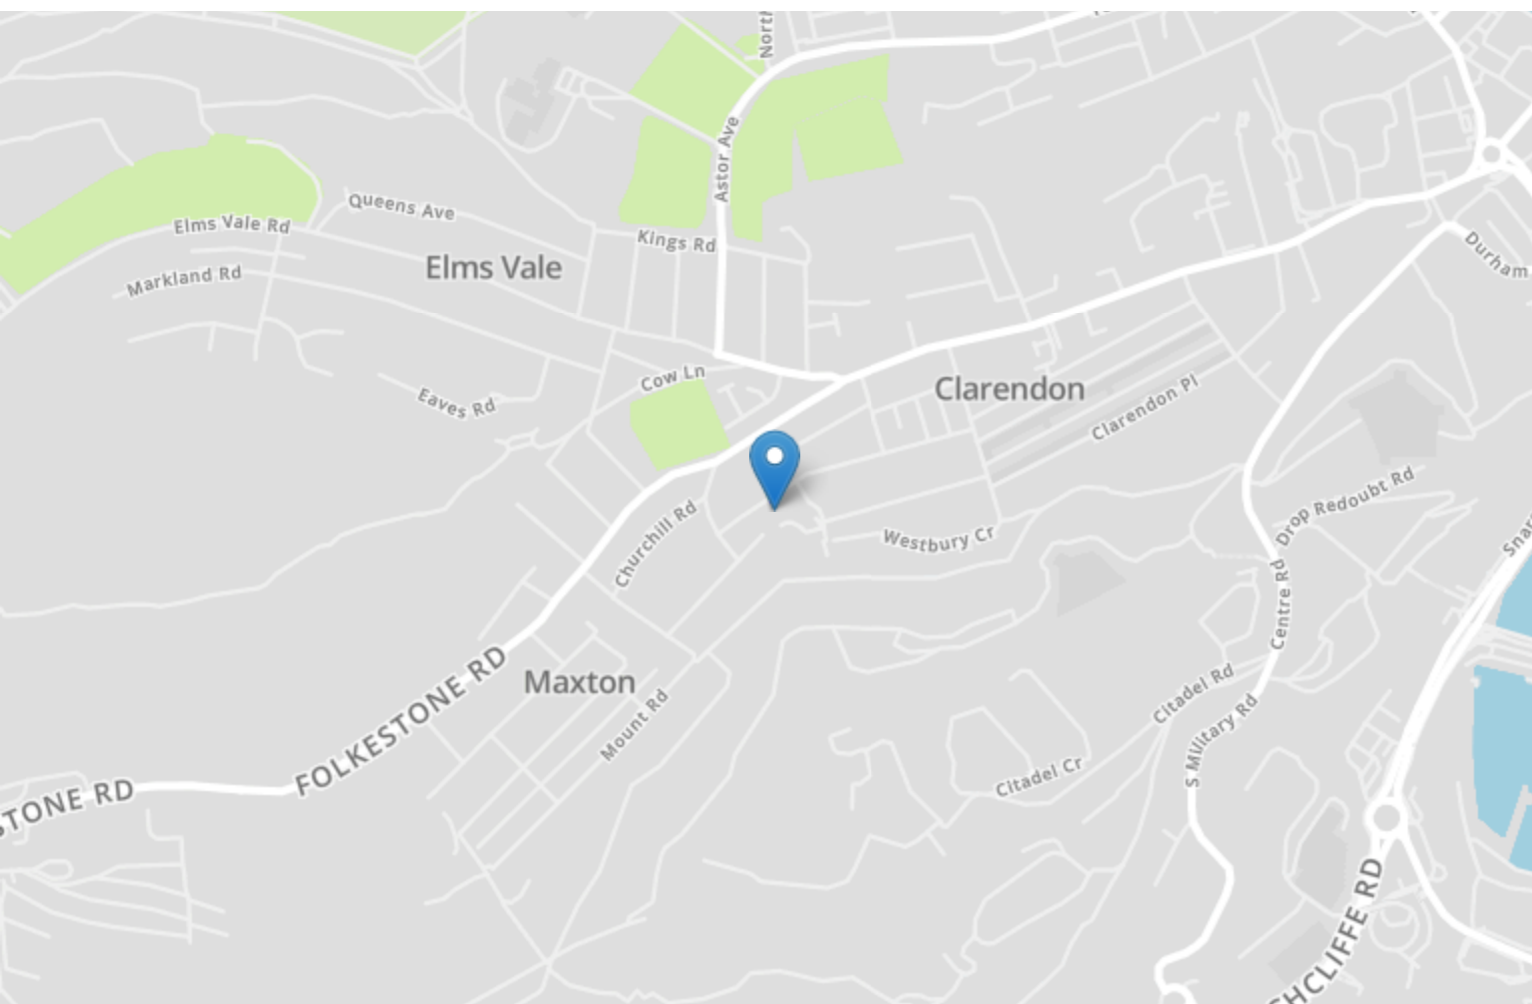 North
Astor Ave
Queens Ave
Elms Vale Rd
Kings Rd
Elms Vale
Markland Rd
Durham
Cow Ln
Clarendon
Eaves Rd
Clarendon Pl
Drop Redoubt Rd
Churchill Rd
Westbury Cr
Snar
Centre Rd
FOLKESTONE RD
Maxton
Citadel Rd
Mount Rd
S Military Rd
Citadel Cr
STONE RD
HCLIFFE RD